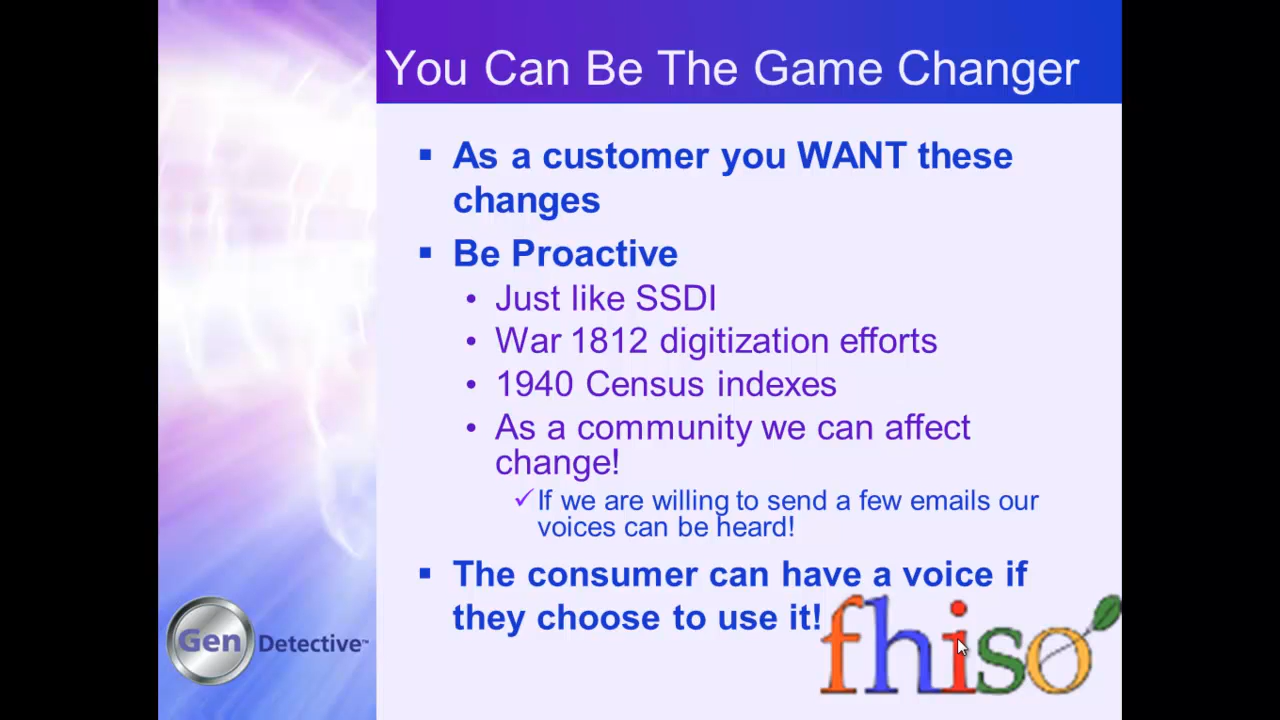 You Can Be The Game Changer
▪ As a customer you WANT these
changes
▪ Be Proactive
• Just like SSDI
• War 1812 digitization efforts
• 1940 Census indexes
• As a community we can affect
change!
✓If we are willing to send a few emails our
voices can be heard!
▪ The consumer can have a voice if
they choose to use it!
Gen Detective™
fhiso